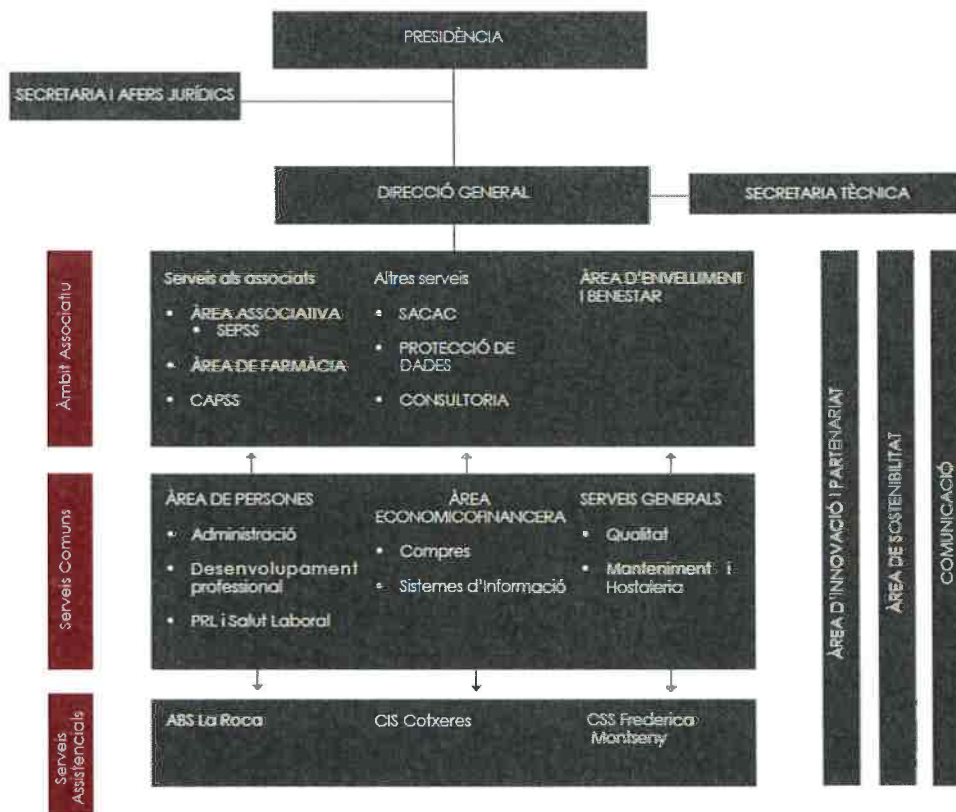 PRESIDÈNCIA
SECRETARIA I AFERS JURÍDICS
DIRECCIÓ GENERAL
SECRETARIA TÈCNICA
Àmbit Associatiu
Serveis als associats
• ÀREA ASSOCIATIVA
• SEPSS
• ÀREA DE FARMÀCIA
• CAPSS
Altres serveis
• SACAC
• PROTECCIÓ DE
DADES
• CONSULTORIA
ÀREA D'ENVELLIMENT
I BENESTAR
Serveis Comuns
ÀREA DE PERSONES
• Administració
• Desenvolupament
professional
• PRL i Salut Laboral
ÀREA
ECONOMICOFINANCERA
• Compres
• Sistemes d'Informació
SERVEIS GENERALS
• Qualitat
• Manteniment i
Hostaleria
Serveis
Assistencials
ABS La Roca
CIS Cotxeres
CSS Frederica
Montseny
ÀREA D'INNOVACIÓ I PARTENARIAT
ÀREA DE SOSTENIBILITAT
COMUNICACIÓ